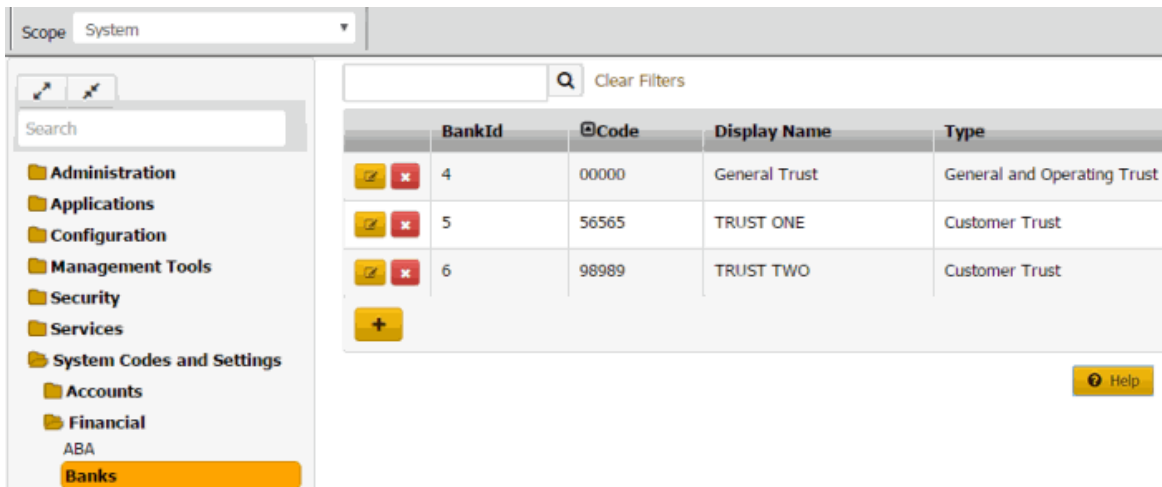 Scope System
Search
Administration
Applications
Configuration
Management Tools
Security
Services
System Codes and Settings
Accounts
Financial
ABA
Banks
Clear Filters
BankId Code Display Name Type
4 00000 General Trust General and Operating Trust
5 56565 TRUST ONE Customer Trust
6 98989 TRUST TWO Customer Trust
Help